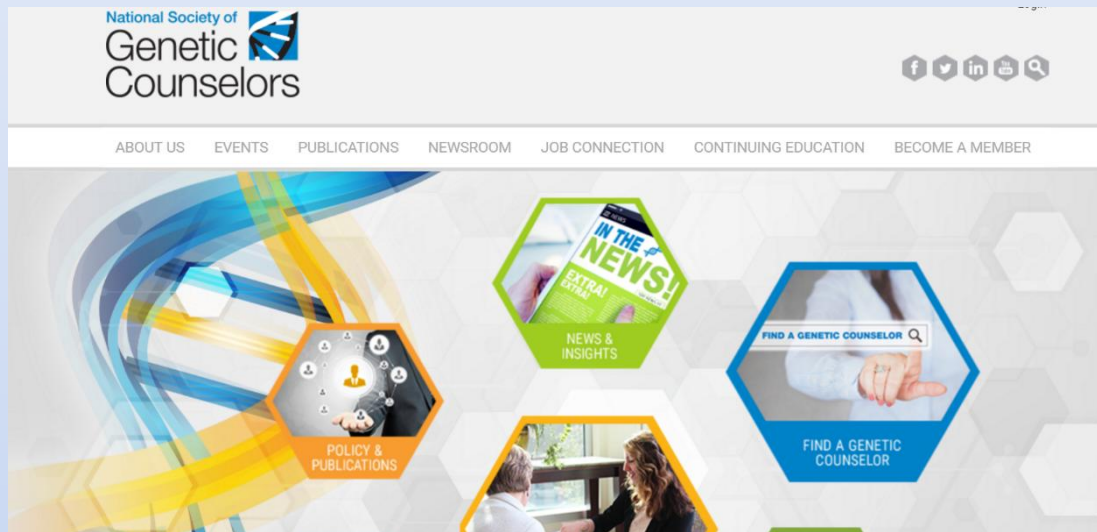 National Society of
Genetic
Counselors
ABOUT US EVENTS PUBLICATIONS NEWSROOM JOB CONNECTION CONTINUING EDUCATION BECOME A MEMBER
NEWS
IN THE
NEWS!
EXTRA!
EXTRA!
NEWS &
INSIGHTS
FIND A GENETIC COUNSELOR
FIND A GENETIC
COUNSELOR
POLICY &
PUBLICATIONS